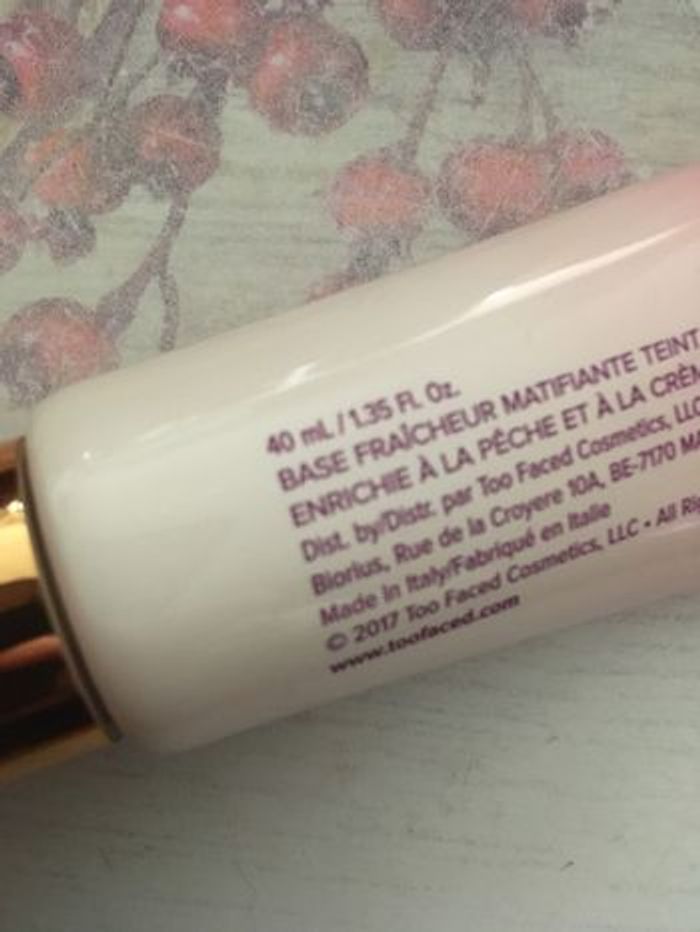 40 mL / 1.35 FL. Oz.
BASE FRAÎCHEUR MATIFIANTE TEINT
ENRICHIE À LA PÊCHE ET À LA CRÈM
Dist. by/Distr. par Too Faced Cosmetics, LLC
Biorius, Rue de la Croyere 10A, BE-7170 MA
Made in Italy/Fabriqué en Italie
© 2017 Too Faced Cosmetics, LLC • All Rig
www.toofaced.com